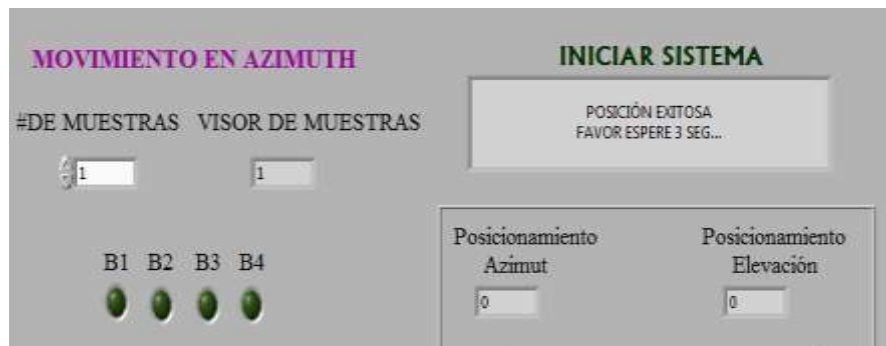 MOVIMIENTO EN AZIMUTH
#DE MUESTRAS VISOR DE MUESTRAS
1 1
B1 B2 B3 B4
INICIAR SISTEMA
POSICIÓN EXITOSA
FAVOR ESPERE 3 SEG...
Posicionamiento Posicionamiento
Azimut Elevación
0 0